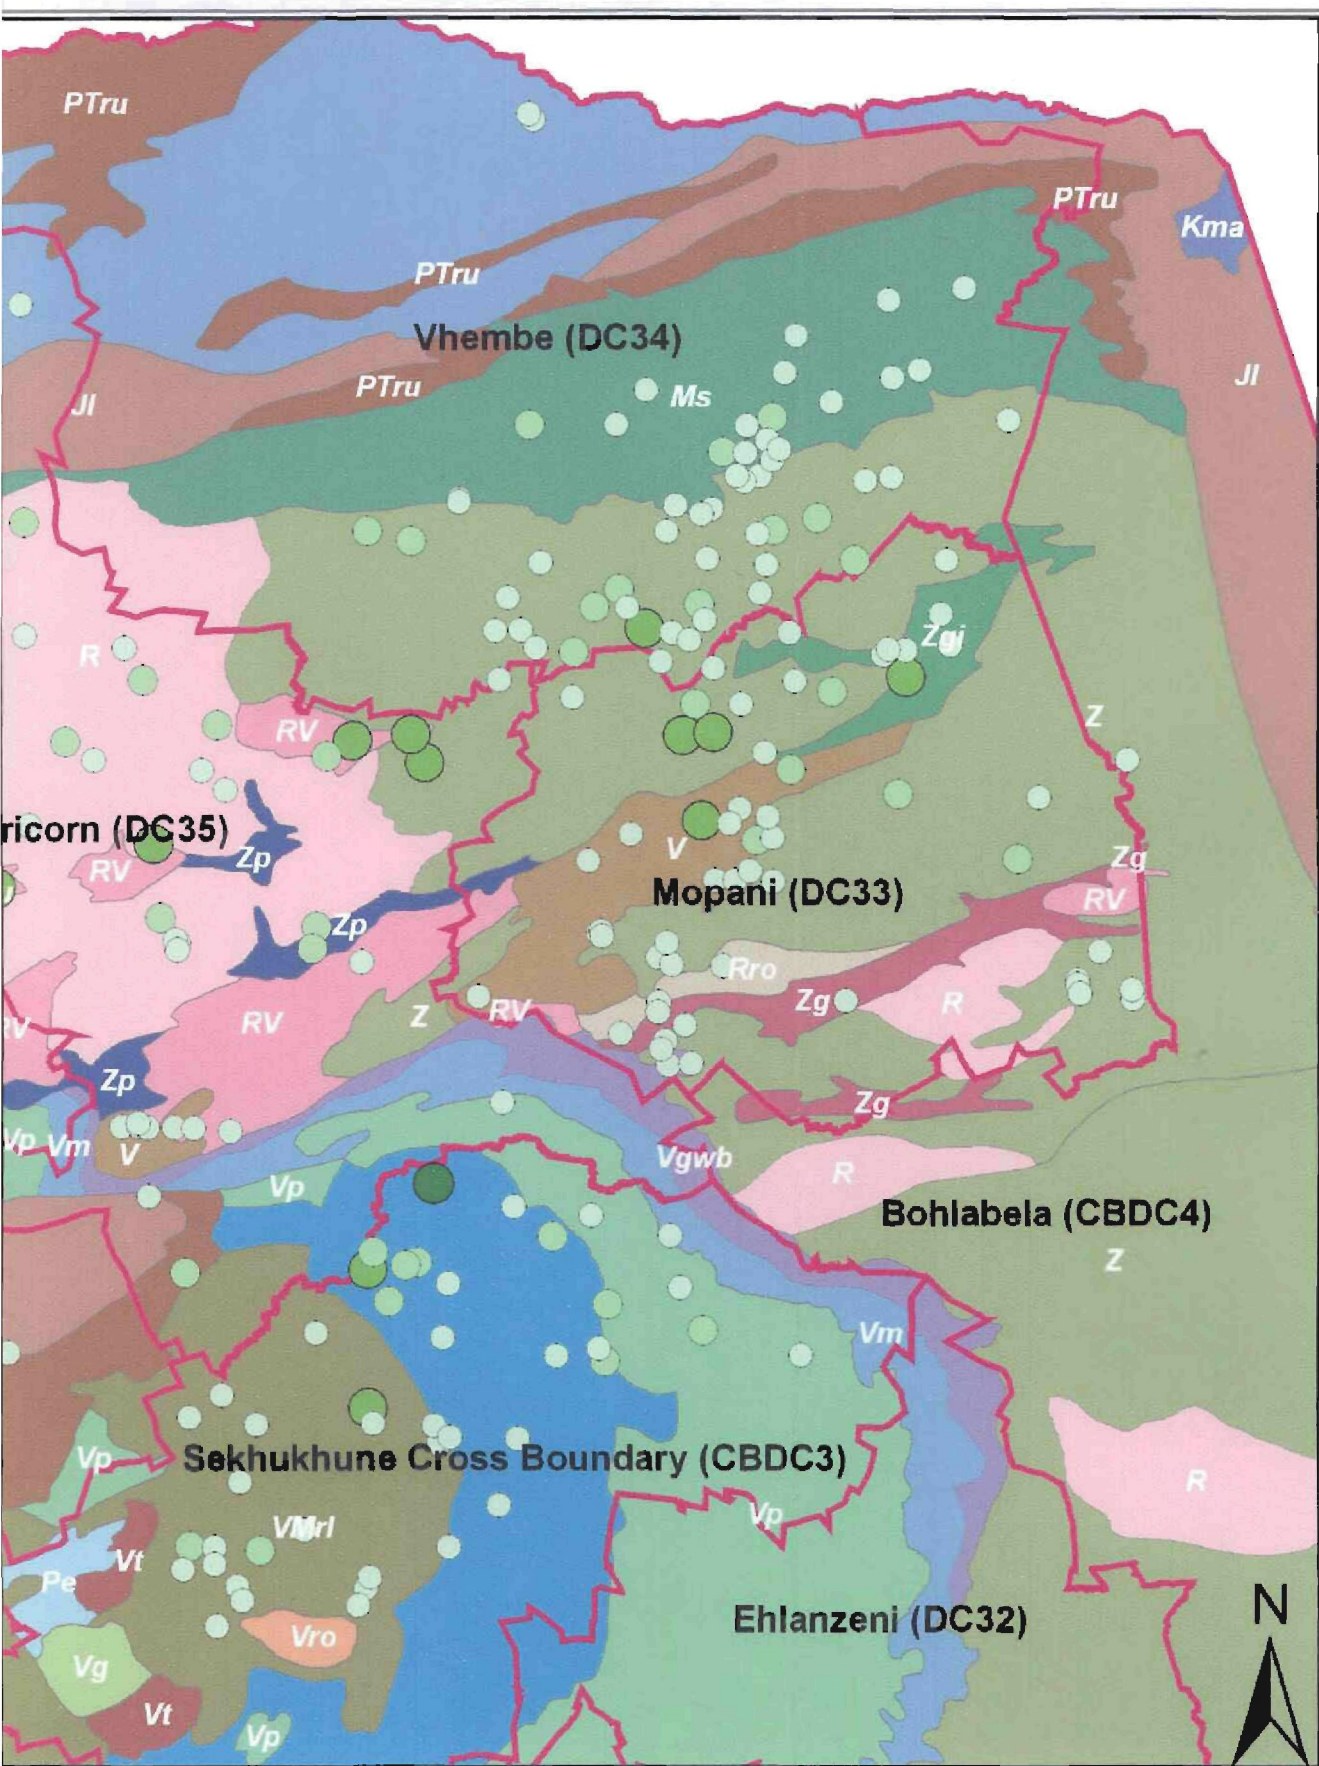 PTru
PTru
Kma
PTru
Vhembe (DC34)
PTru
Ms
Jl
Jl
R
Zgi
RV
Z
ricorn (DC35)
Zp
V
RV
Mopani (DC33)
Zg
RV
Zp
Rro
Zg
R
RV
Z
RV
RV
Zp
Zg
Vp
Vm
V
Vgwb
R
Vp
Bohlabela (CBDC4)
Z
Vm
Vp
Sekhukhune Cross Boundary (CBDC3)
R
Vp
Vt
Pe
Ehlanzeni (DC32)
N
Vro
Vg
Vt
Vp